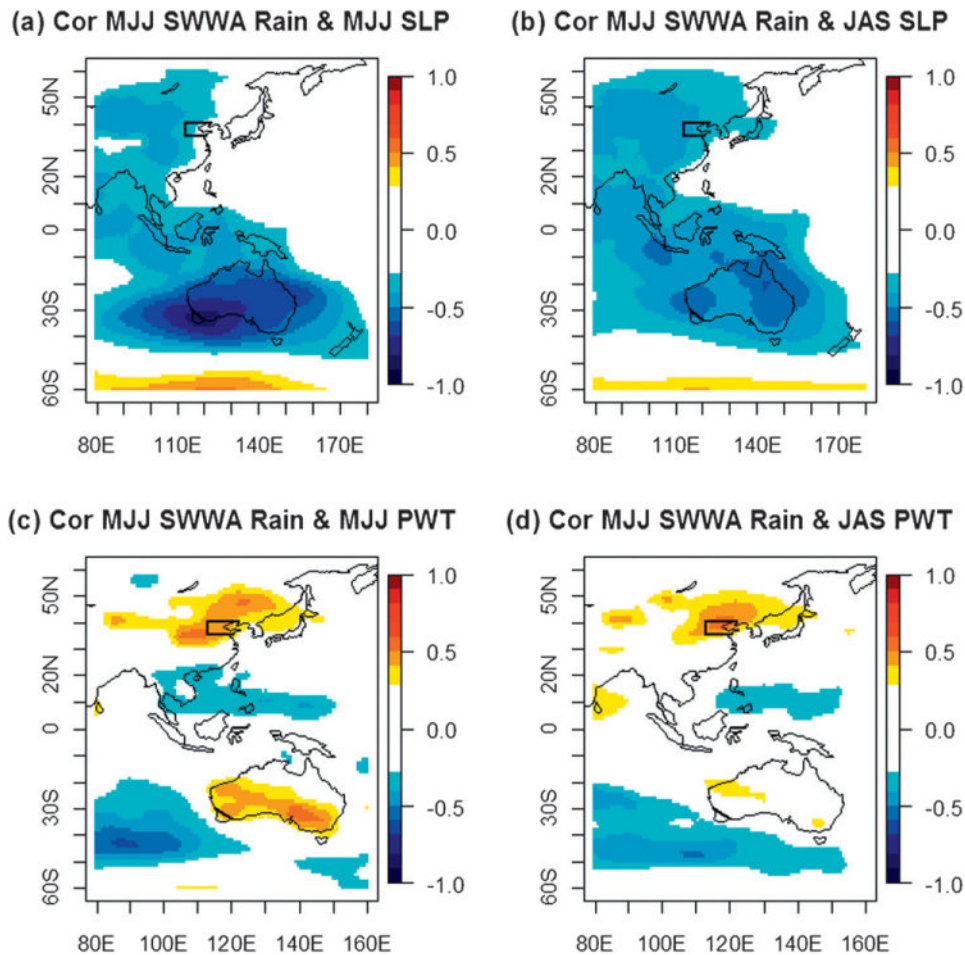 (a) Cor MJJ SWWA Rain & MJJ SLP
(b) Cor MJJ SWWA Rain & JAS SLP
50N
20N
0
30S
60S
80E 110E 140E 170E
1.0
0.5
0.0
-0.5
-1.0
50N
20N
0
30S
60S
80E 110E 140E 170E
1.0
0.5
0.0
-0.5
-1.0
(c) Cor MJJ SWWA Rain & MJJ PWT
(d) Cor MJJ SWWA Rain & JAS PWT
50N
20N
0
30S
60S
80E 100E 120E 140E 160E
1.0
0.5
0.0
-0.5
-1.0
50N
20N
0
30S
60S
80E 100E 120E 140E 160E
1.0
0.5
0.0
-0.5
-1.0